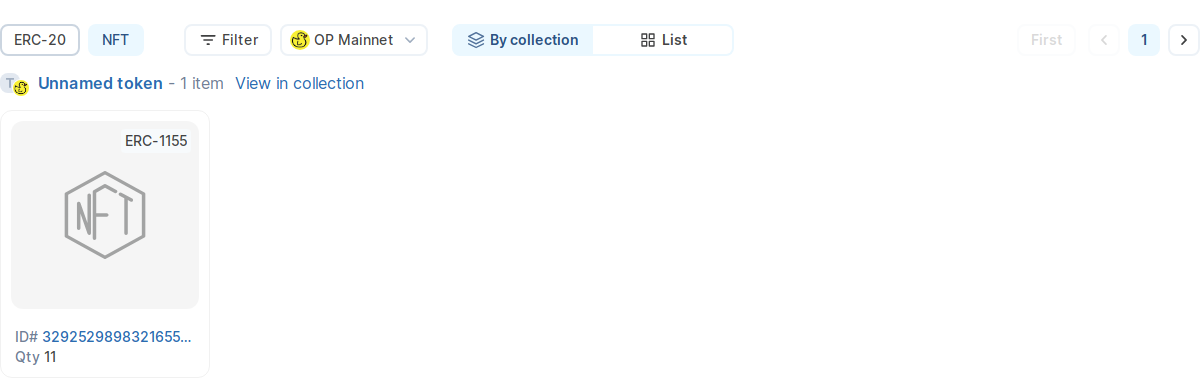 ERC-20 NFT Filter OP Mainnet By collection List First 1
T Unnamed token - 1 item View in collection
ERC-1155
NFT
ID# 3292529898321655...
Qty 11